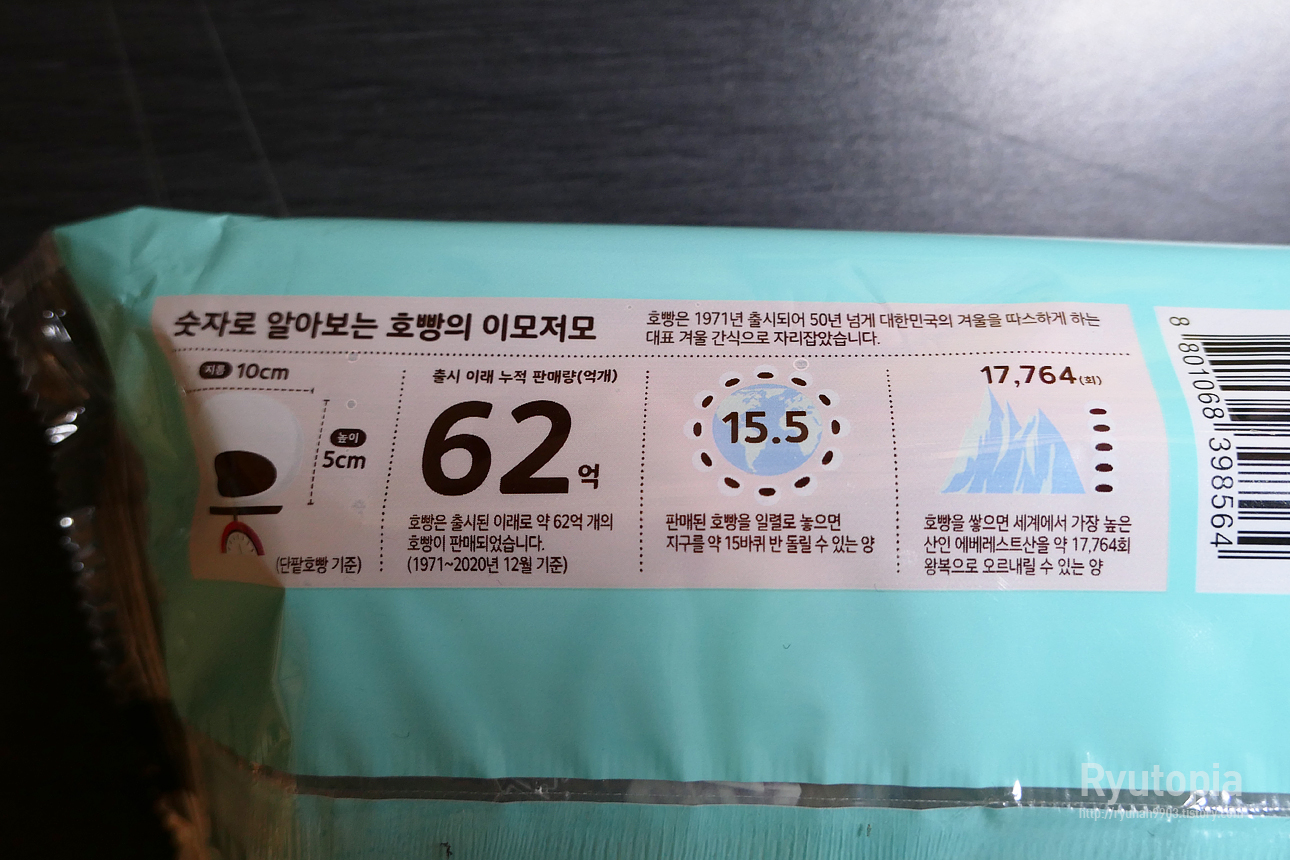 숫자로 알아보는 호빵의 이모저모
호빵은 1971년 출시되어 50년 넘게 대한민국의 겨울을 따스하게 하는
대표 겨울 간식으로 자리잡았습니다.
지름 10cm
높이
5cm
(단팥호빵 기준)
출시 이래 누적 판매량(억개)
62억
호빵은 출시된 이래로 약 62억 개의
호빵이 판매되었습니다.
(1971~2020년 12월 기준)
15.5
판매된 호빵을 일렬로 놓으면
지구를 약 15바퀴 반 돌릴 수 있는 양
17,764(회)
호빵을 쌓으면 세계에서 가장 높은
산인 에베레스트산을 약 17,764회
왕복으로 오르내릴 수 있는 양
8 801068 398564
Ryutopia